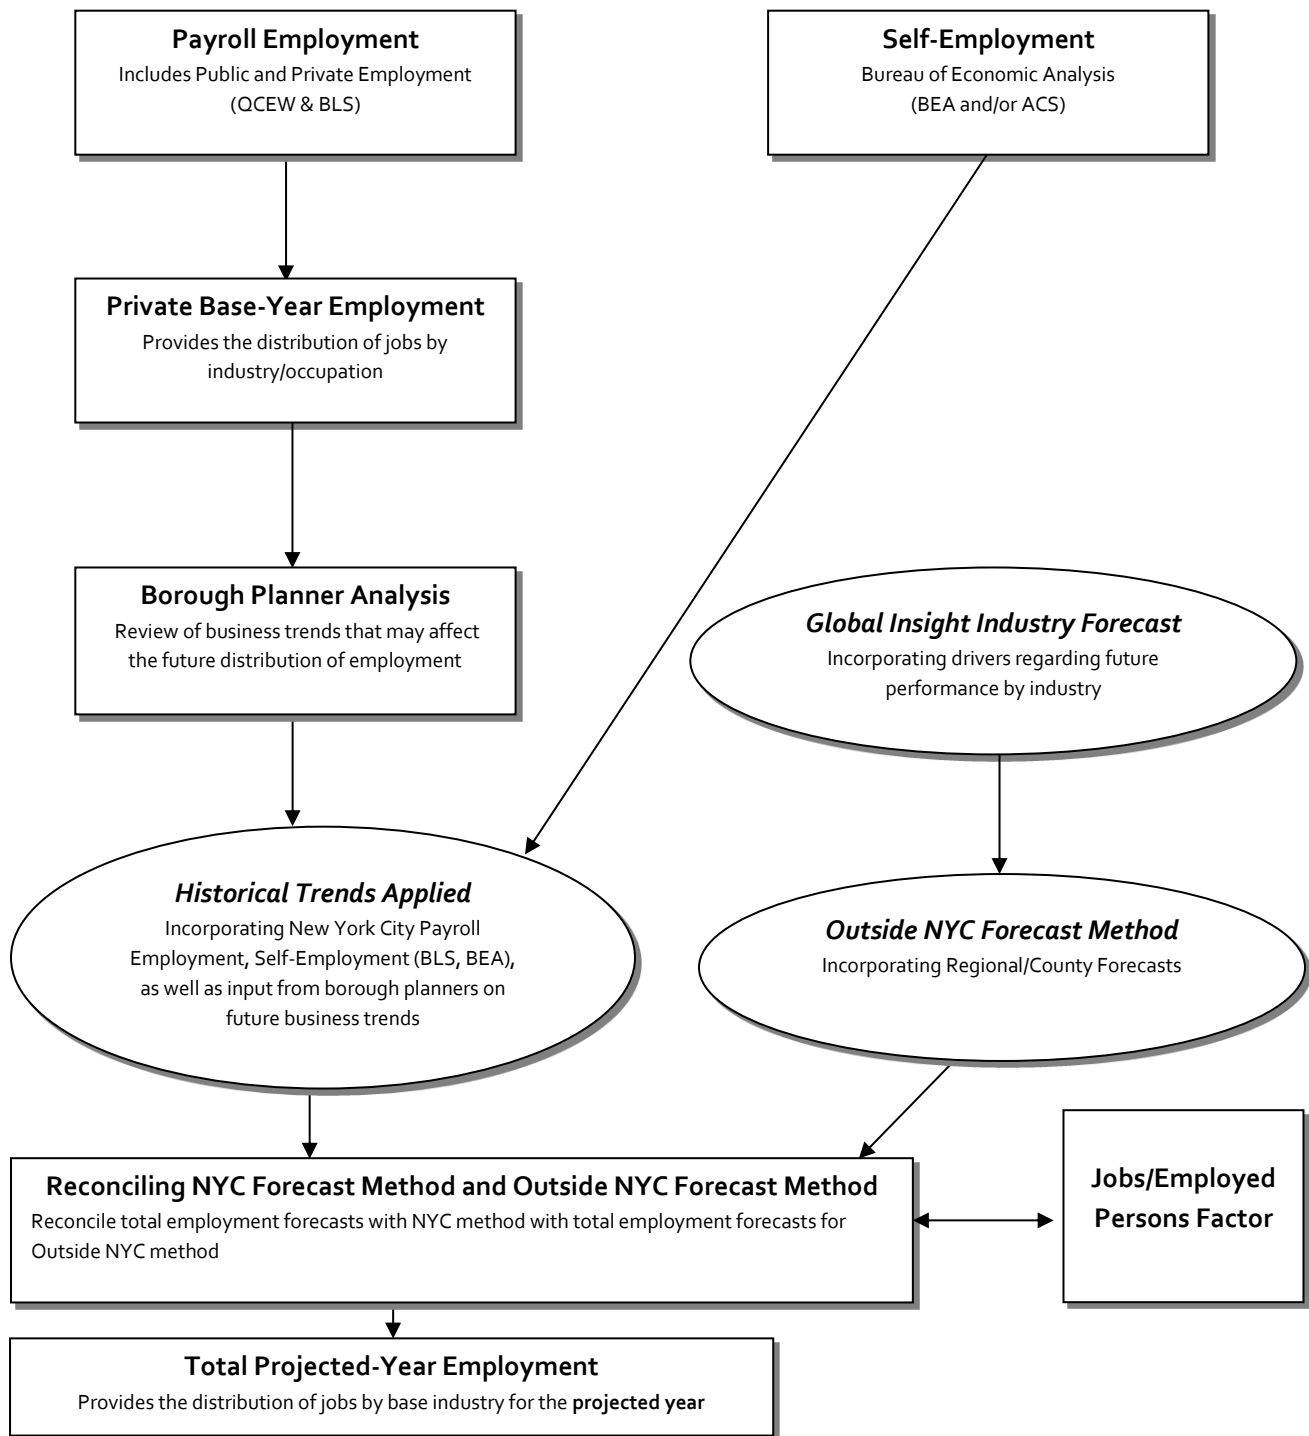 Payroll Employment
Includes Public and Private Employment
(QCEW & BLS)
Self-Employment
Bureau of Economic Analysis
(BEA and/or ACS)
Private Base-Year Employment
Provides the distribution of jobs by
industry/occupation
Borough Planner Analysis
Review of business trends that may affect
the future distribution of employment
Global Insight Industry Forecast
Incorporating drivers regarding future
performance by industry
Historical Trends Applied
Incorporating New York City Payroll
Employment, Self-Employment (BLS, BEA),
as well as input from borough planners on
future business trends
Outside NYC Forecast Method
Incorporating Regional/County Forecasts
Reconciling NYC Forecast Method and Outside NYC Forecast Method
Reconcile total employment forecasts with NYC method with total employment forecasts for
Outside NYC method
Jobs/Employed
Persons Factor
Total Projected-Year Employment
Provides the distribution of jobs by base industry for the projected year